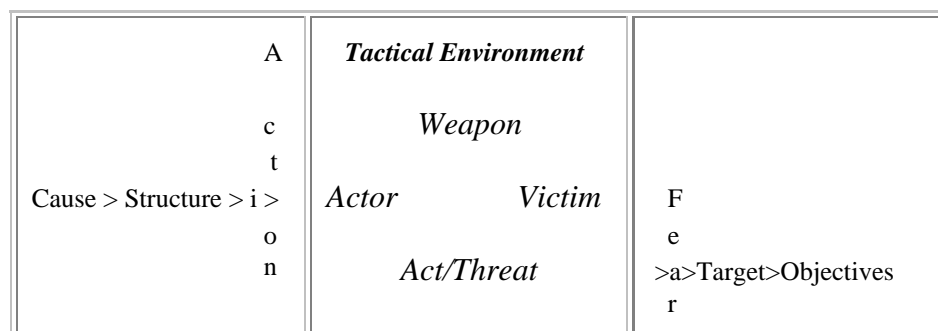 A
Tactical Environment
c
Weapon
t
Cause > Structure > i >
Actor
Victim
F
o
e
n
Act/Threat
>a>Target>Objectives
r